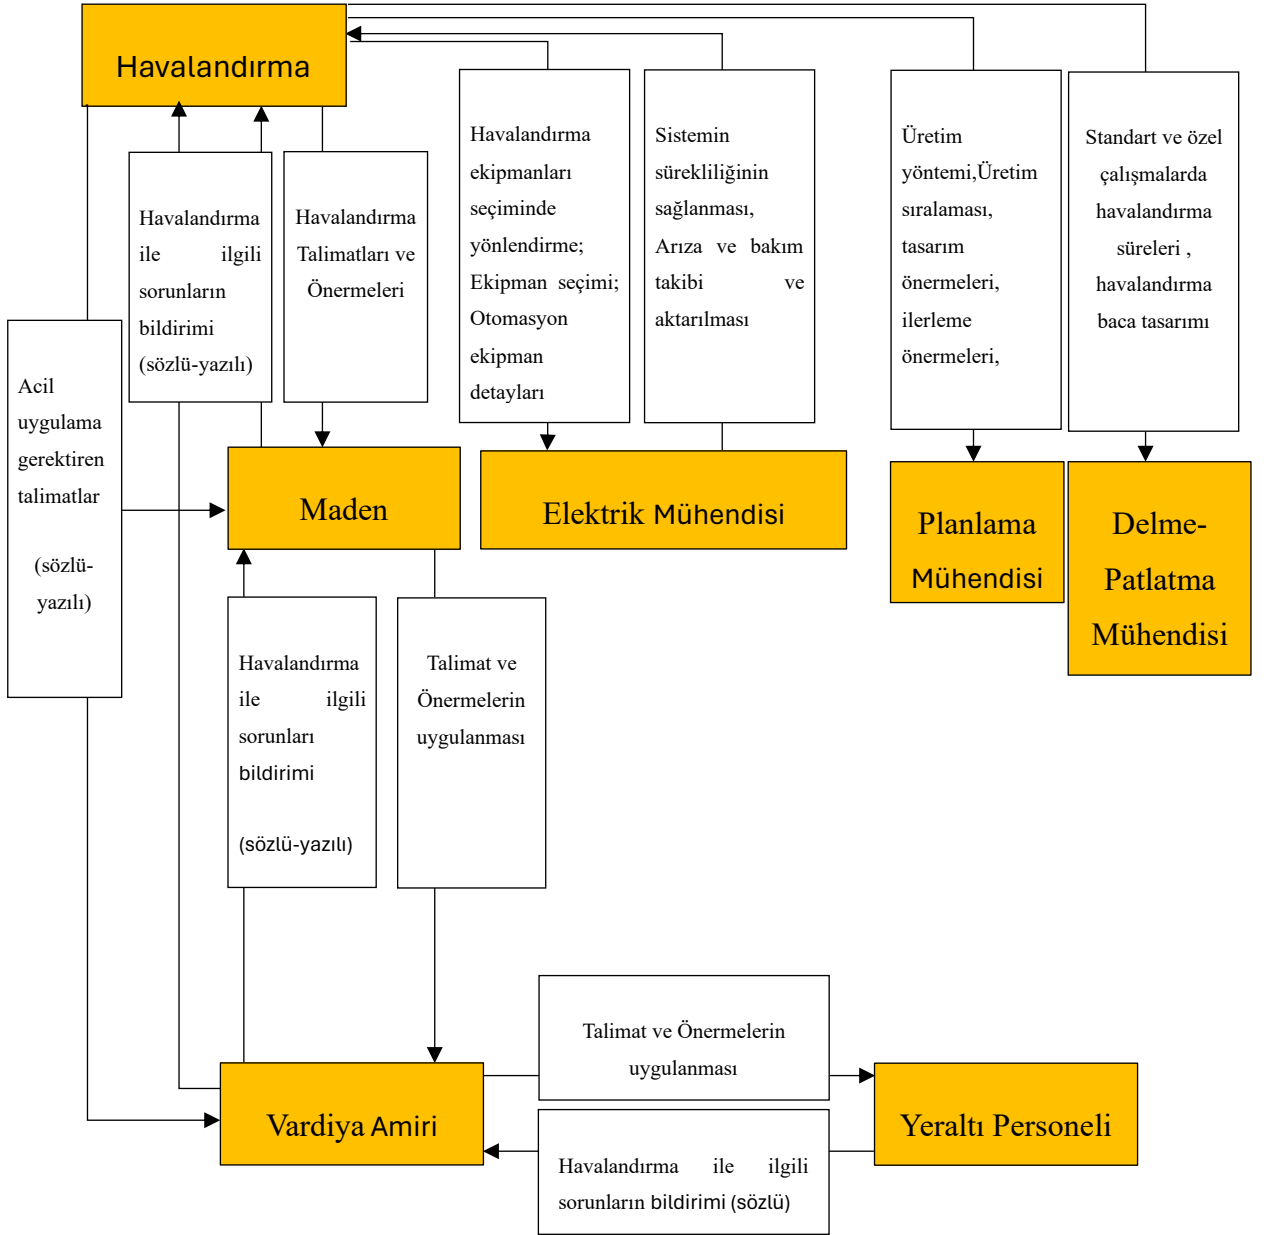 Havalandırma
Havalandırma
ekipmanları
seçiminde
yönlendirme;
Ekipman seçimi;
Otomasyon
ekipman
detayları
Sistemin
sürekliliğinin
sağlanması,
Arıza ve bakım
takibi ve
aktarılması
Üretim
yöntemi,Üretim
sıralaması,
tasarım
önermeleri,
ilerleme
önermeleri,
Standart ve özel
çalışmalarda
havalandırma
süreleri ,
havalandırma
baca tasarımı
Havalandırma
ile ilgili
sorunların
bildirimi
(sözlü-yazılı)
Havalandırma
Talimatları ve
Önermeleri
Acil
uygulama
gerektiren
talimatlar
(sözlü-
yazılı)
Maden
Elektrik Mühendisi
Planlama
Mühendisi
Delme-
Patlatma
Mühendisi
Havalandırma
ile ilgili
sorunları
bildirimi
(sözlü-yazılı)
Talimat ve
Önermelerin
uygulanması
Talimat ve Önermelerin
uygulanması
Vardiya Amiri
Yeraltı Personeli
Havalandırma ile ilgili
sorunların bildirimi (sözlü)